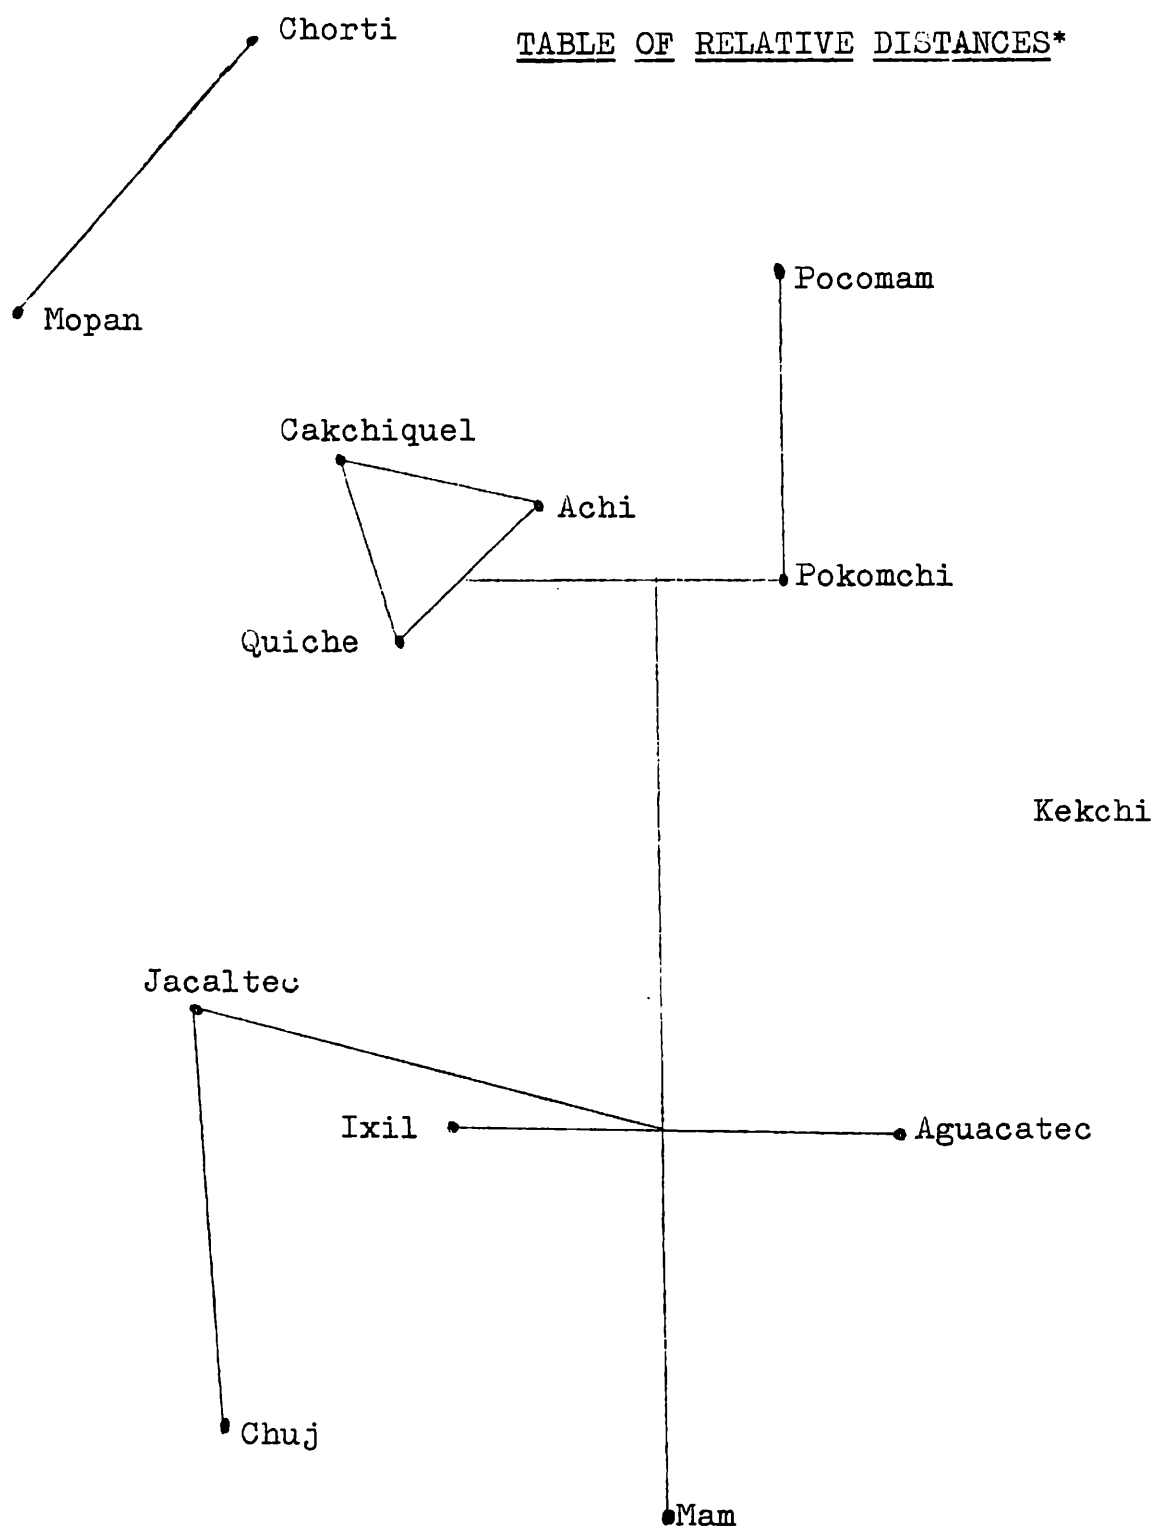 Chorti
TABLE OF RELATIVE DISTANCES*
Pocomam
Mopan
Cakchiquel
Achi
Pokomchi
Quiche
Kekchi
Jacaltec
Ixil
Aguacatec
Chuj
Mam